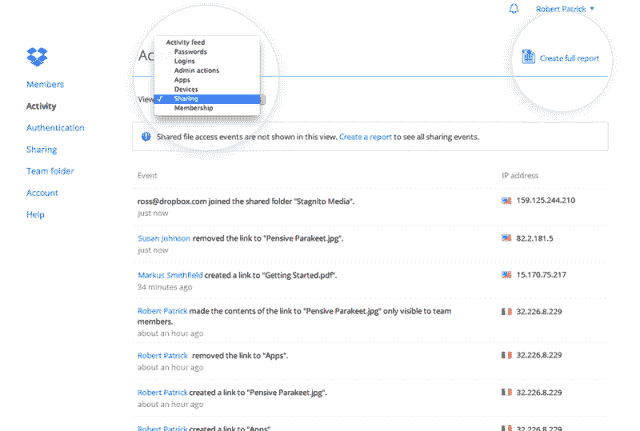 Robert Patrick
Create full report
Activity feed
Passwords
Logins
Admin actions
Apps
Devices
Sharing
Membership
View
Members
Activity
Authentication
Sharing
Team folder
Account
Help
Shared file access events are not shown in this view. Create a report to see all sharing events.
Event IP address
ross@dropbox.com joined the shared folder "Stagnito Media". 159.125.244.210
just now
Susan Johnson removed the link to "Pensive Parakeet.jpg". 82.2.181.5
just now
Markus Smithfield created a link to "Getting Started.pdf". 15.170.75.217
34 minutes ago
Robert Patrick made the contents of the link to "Pensive Parakeet.jpg" only visible to team 32.226.8.229
members.
about an hour ago
Robert Patrick removed the link to "Apps". 32.226.8.229
about an hour ago
Robert Patrick created a link to "Pensive Parakeet.jpg". 32.226.8.229
about an hour ago
Robert Patrick created a link to "Apps". 32.226.8.229